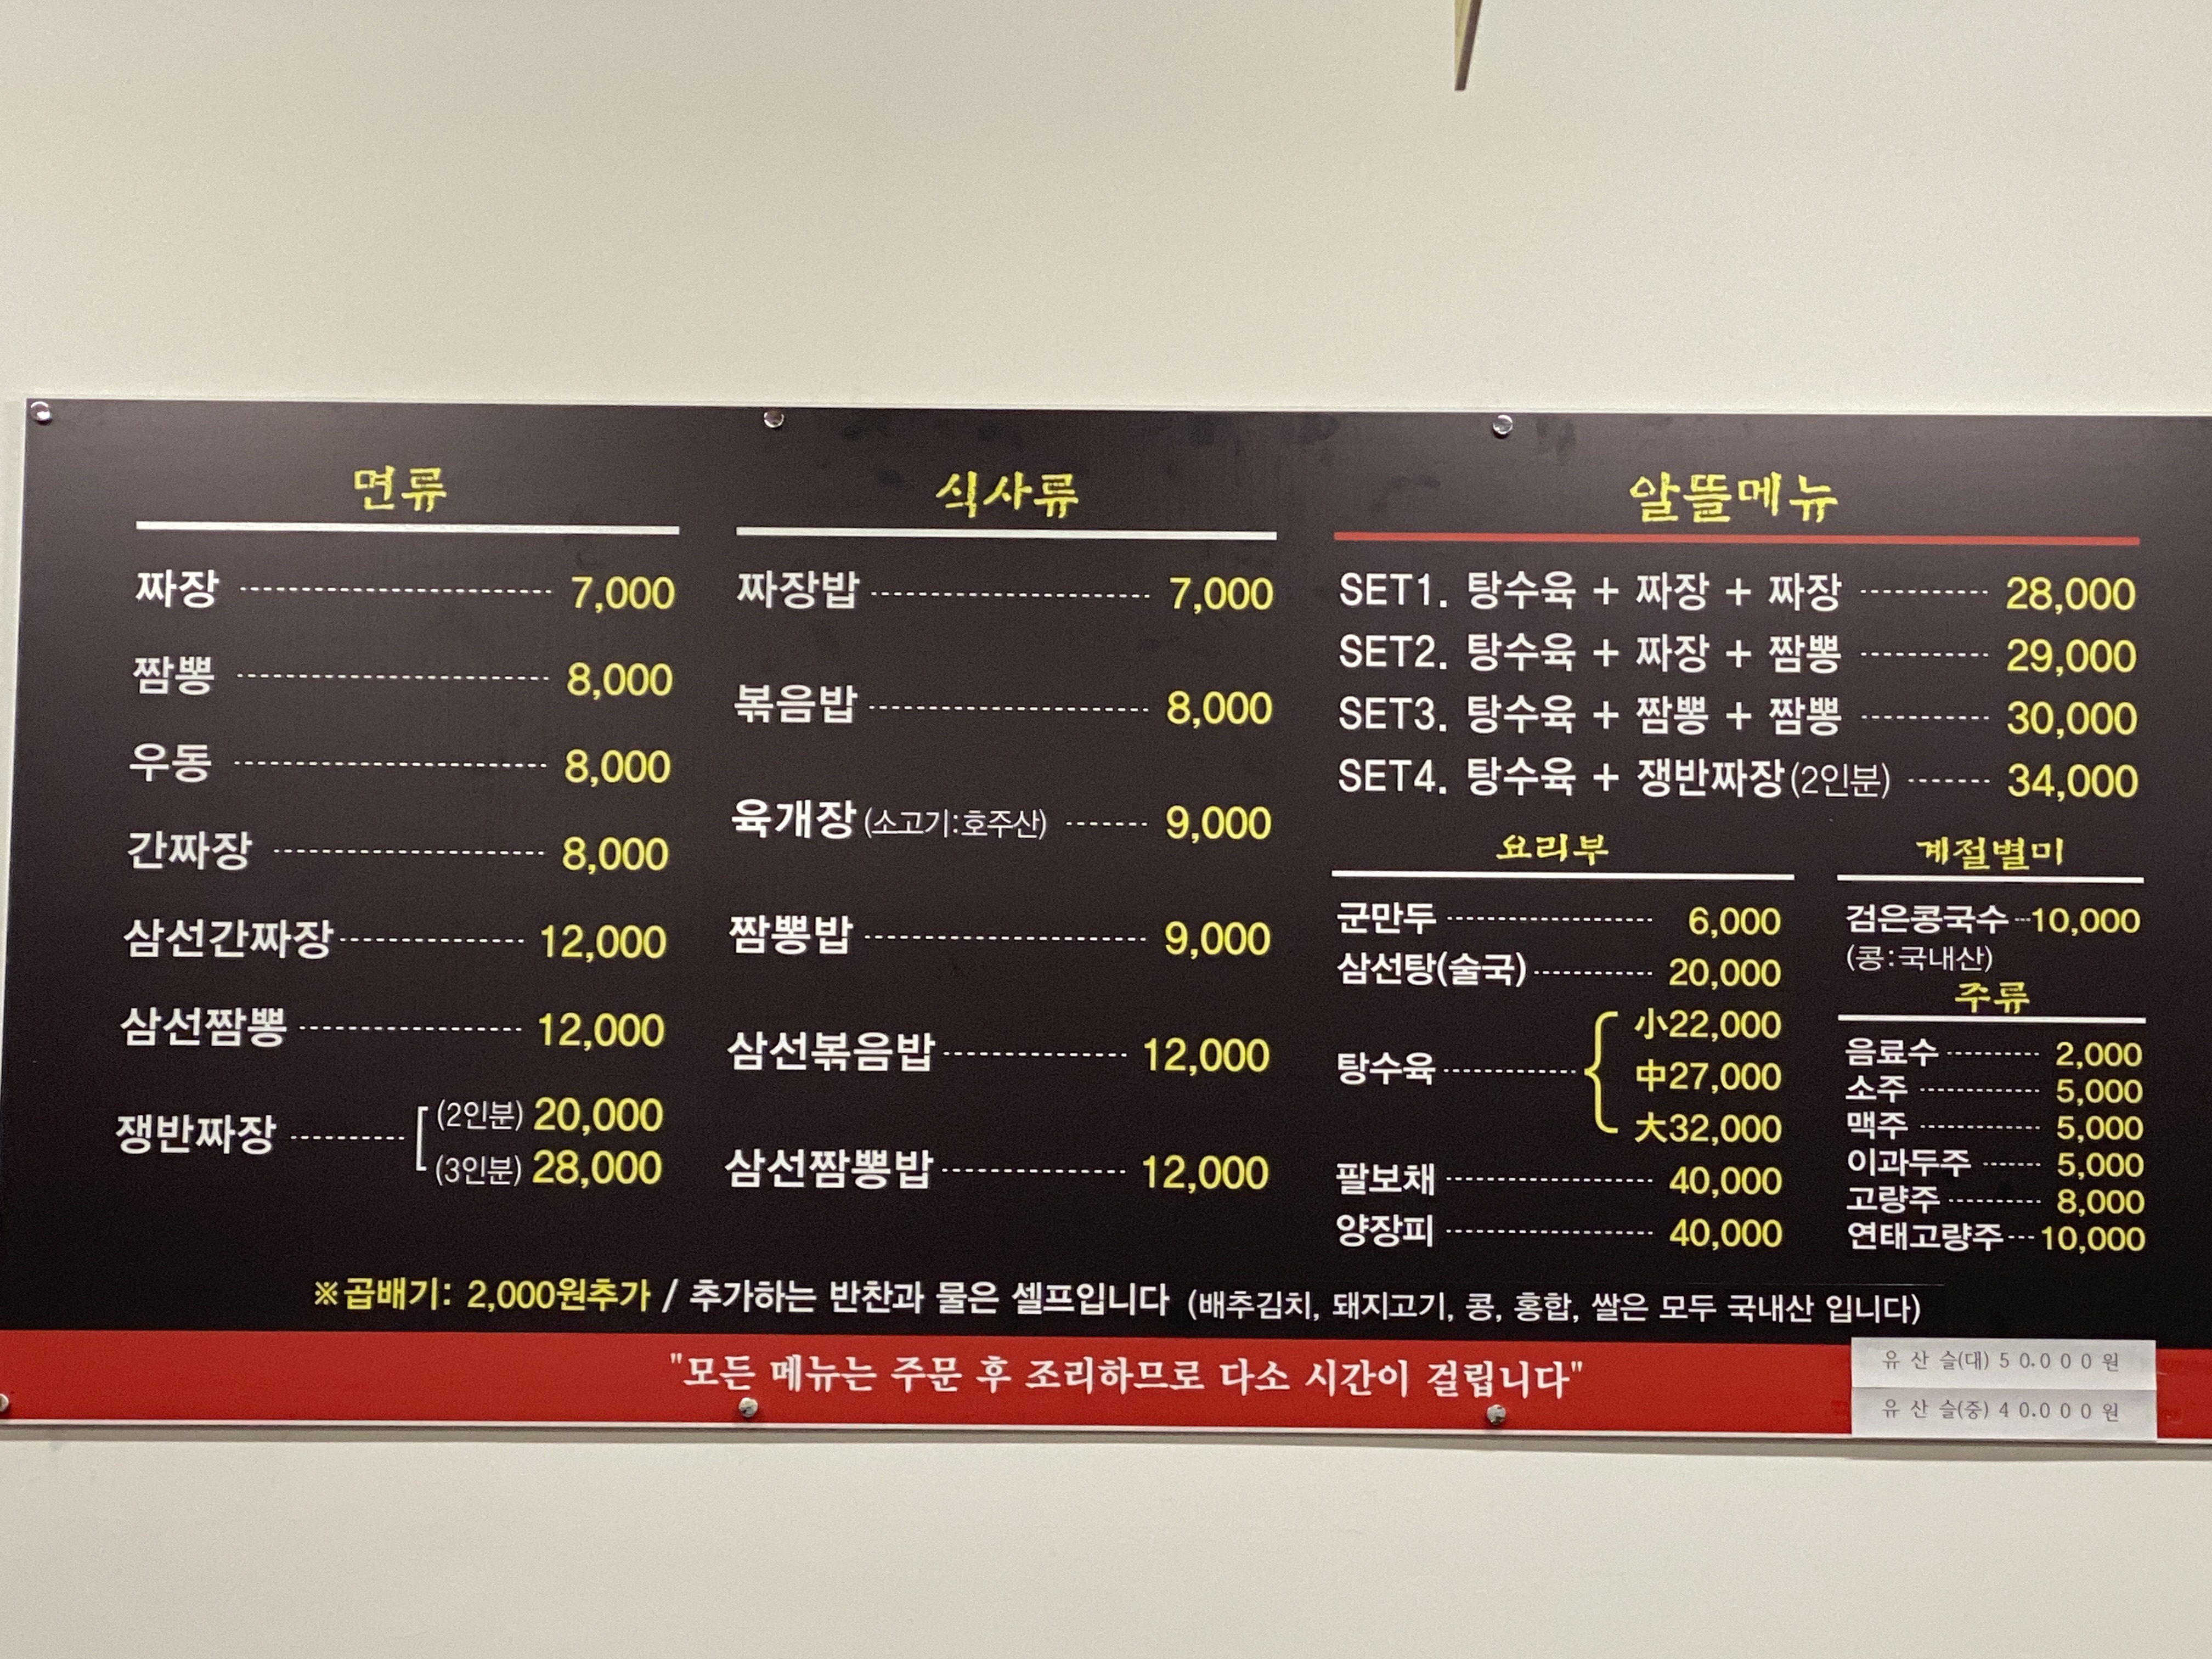 면류
짜장 7,000
짬뽕 8,000
우동 8,000
간짜장 8,000
삼선간짜장 12,000
삼선짬뽕 12,000
쟁반짜장 (2인분) 20,000
(3인분) 28,000
식사류
짜장밥 7,000
볶음밥 8,000
육개장 (소고기:호주산) 9,000
짬뽕밥 9,000
삼선볶음밥 12,000
삼선짬뽕밥 12,000
알뜰메뉴
SET1. 탕수육 + 짜장 + 짜장 28,000
SET2. 탕수육 + 짜장 + 짬뽕 29,000
SET3. 탕수육 + 짬뽕 + 짬뽕 30,000
SET4. 탕수육 + 쟁반짜장 (2인분) 34,000
요리부
군만두 6,000
삼선탕(술국) 20,000
탕수육 小22,000
中27,000
大32,000
팔보채 40,000
양장피 40,000
계절별미
검은콩국수 10,000
(콩:국내산)
주류
음료수 2,000
소주 5,000
맥주 5,000
이과두주 5,000
고량주 8,000
연태고량주 10,000
※곱배기: 2,000원추가 / 추가하는 반찬과 물은 셀프입니다 (배추김치, 돼지고기, 콩, 홍합, 쌀은 모두 국내산 입니다)
"모든 메뉴는 주문 후 조리하므로 다소 시간이 걸립니다"
유 산 슬(대) 5 0.0 0 0 원
유 산 슬(중) 4 0.0 0 0 원